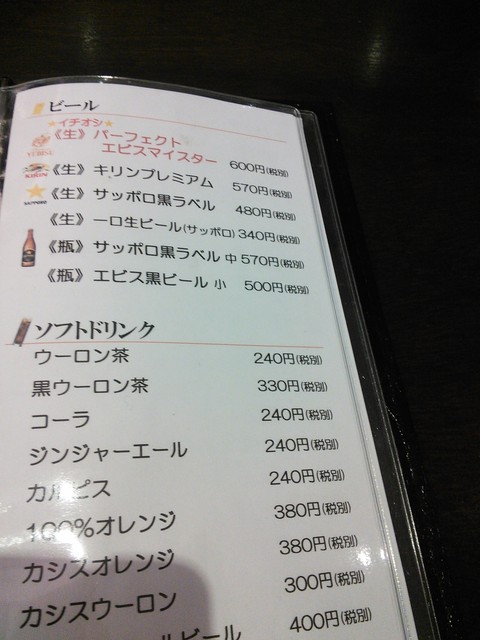 ビール
イチオシ
《生》パーフェクト
エビスマイスター 600円(税別)
YEBISU
《生》キリンプレミアム 570円(税別)
KIRIN
《生》サッポロ黒ラベル 480円(税別)
SAPPORO
《生》一口生ビール(サッポロ) 340円(税別)
《瓶》サッポロ黒ラベル 中 570円(税別)
《瓶》エビス黒ビール 小 500円(税別)
ソフトドリンク
ウーロン茶 240円(税別)
黒ウーロン茶 330円(税別)
コーラ 240円(税別)
ジンジャーエール 240円(税別)
カルピス 240円(税別)
100%オレンジ 380円(税別)
カシスオレンジ 380円(税別)
カシスウーロン 300円(税別)
ルビール 400円(税別)